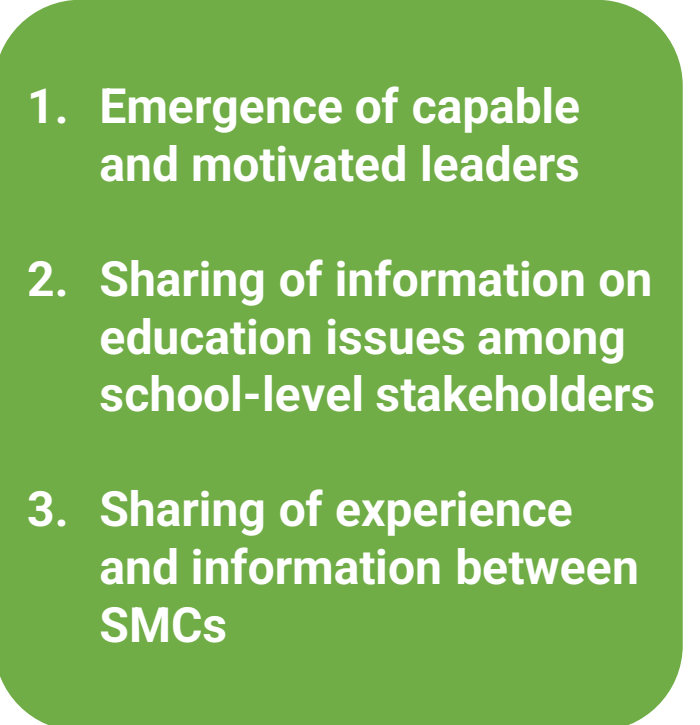 1. Emergence of capable
and motivated leaders
2. Sharing of information on
education issues among
school-level stakeholders
3. Sharing of experience
and information between
SMCs